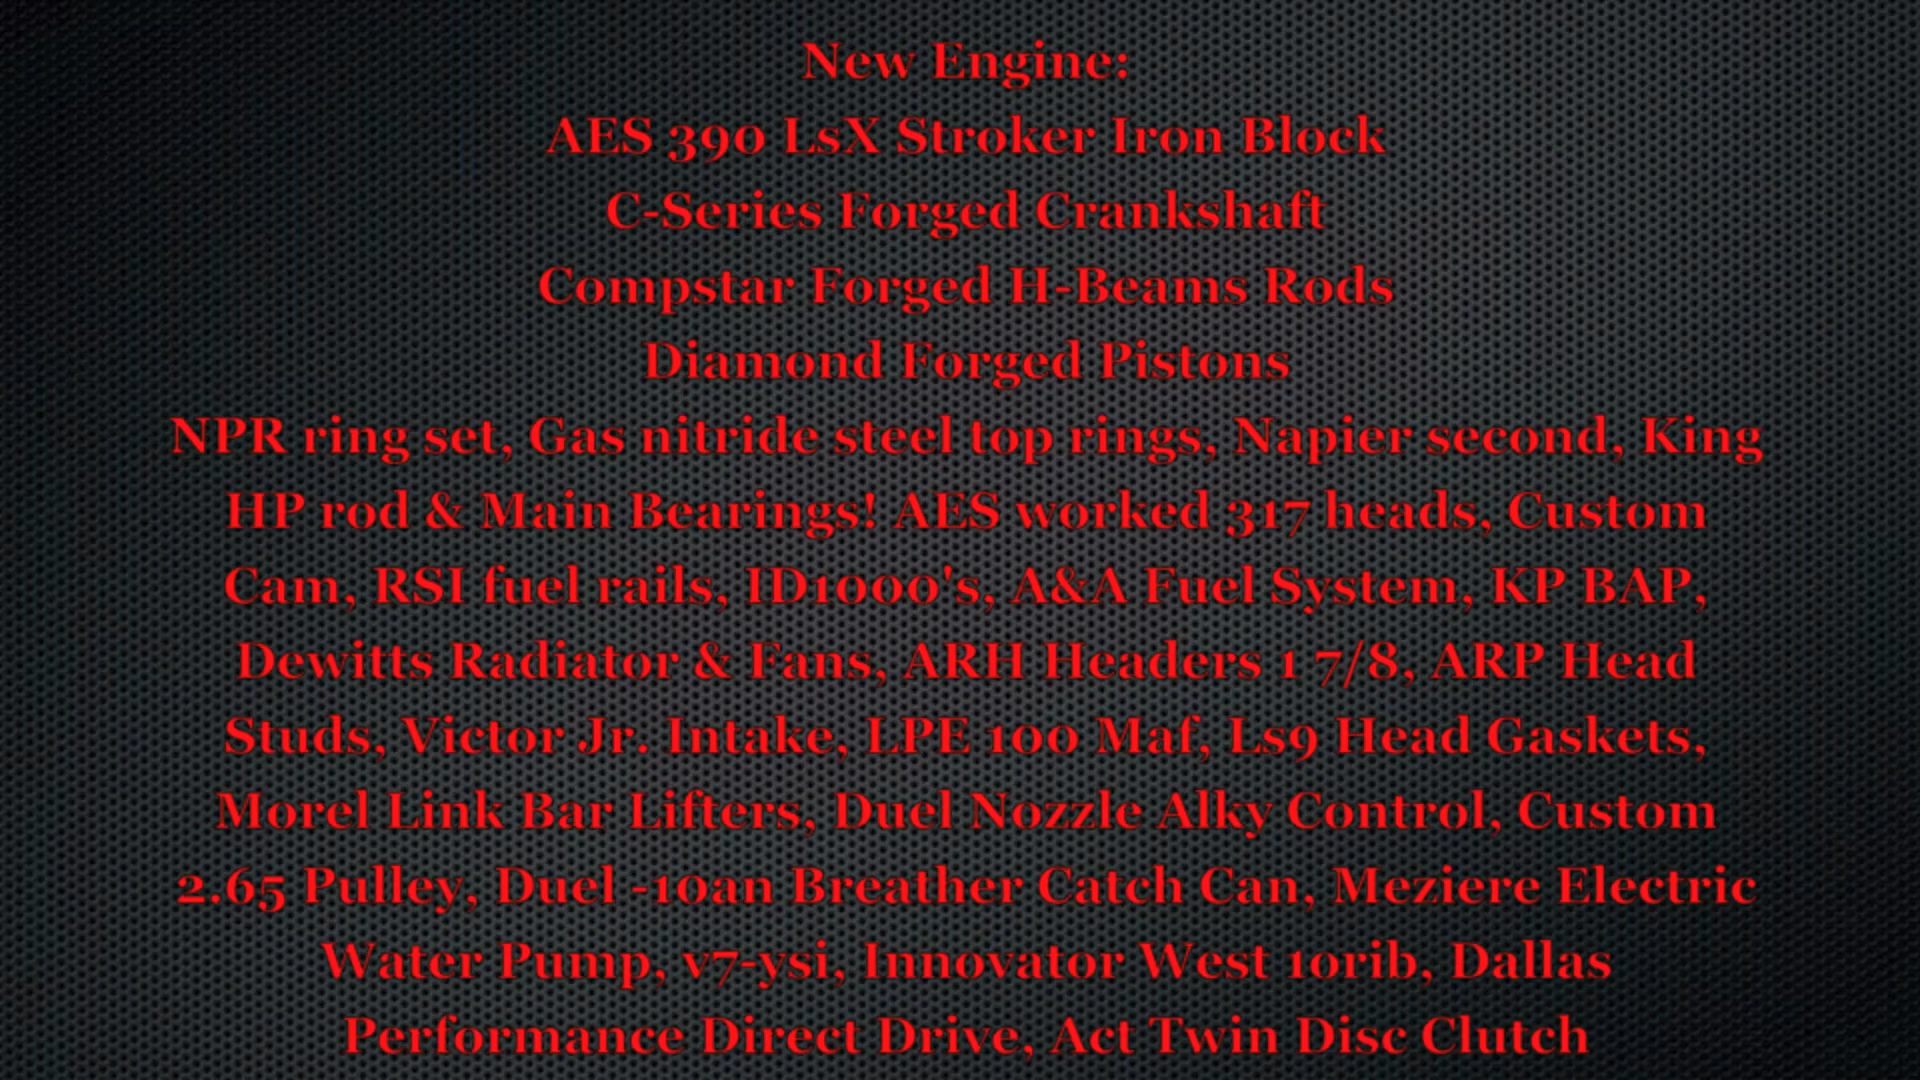 New Engine:
AES 390 LsX Stroker Iron Block
C-Series Forged Crankshaft
Compstar Forged H-Beams Rods
Diamond Forged Pistons
NPR ring set, Gas nitride steel top rings, Napier second, King
HP rod & Main Bearings! AES worked 317 heads, Custom
Cam, RSI fuel rails, ID1000's, A&A Fuel System, KP BAP,
Dewitts Radiator & Fans, ARH Headers 1 7/8, ARP Head
Studs, Victor Jr. Intake, LPE 100 Maf, Ls9 Head Gaskets,
Morel Link Bar Lifters, Duel Nozzle Alky Control, Custom
2.65 Pulley, Duel -10an Breather Catch Can, Meziere Electric
Water Pump, v7-ysi, Innovator West 10rib, Dallas
Performance Direct Drive, Act Twin Disc Clutch